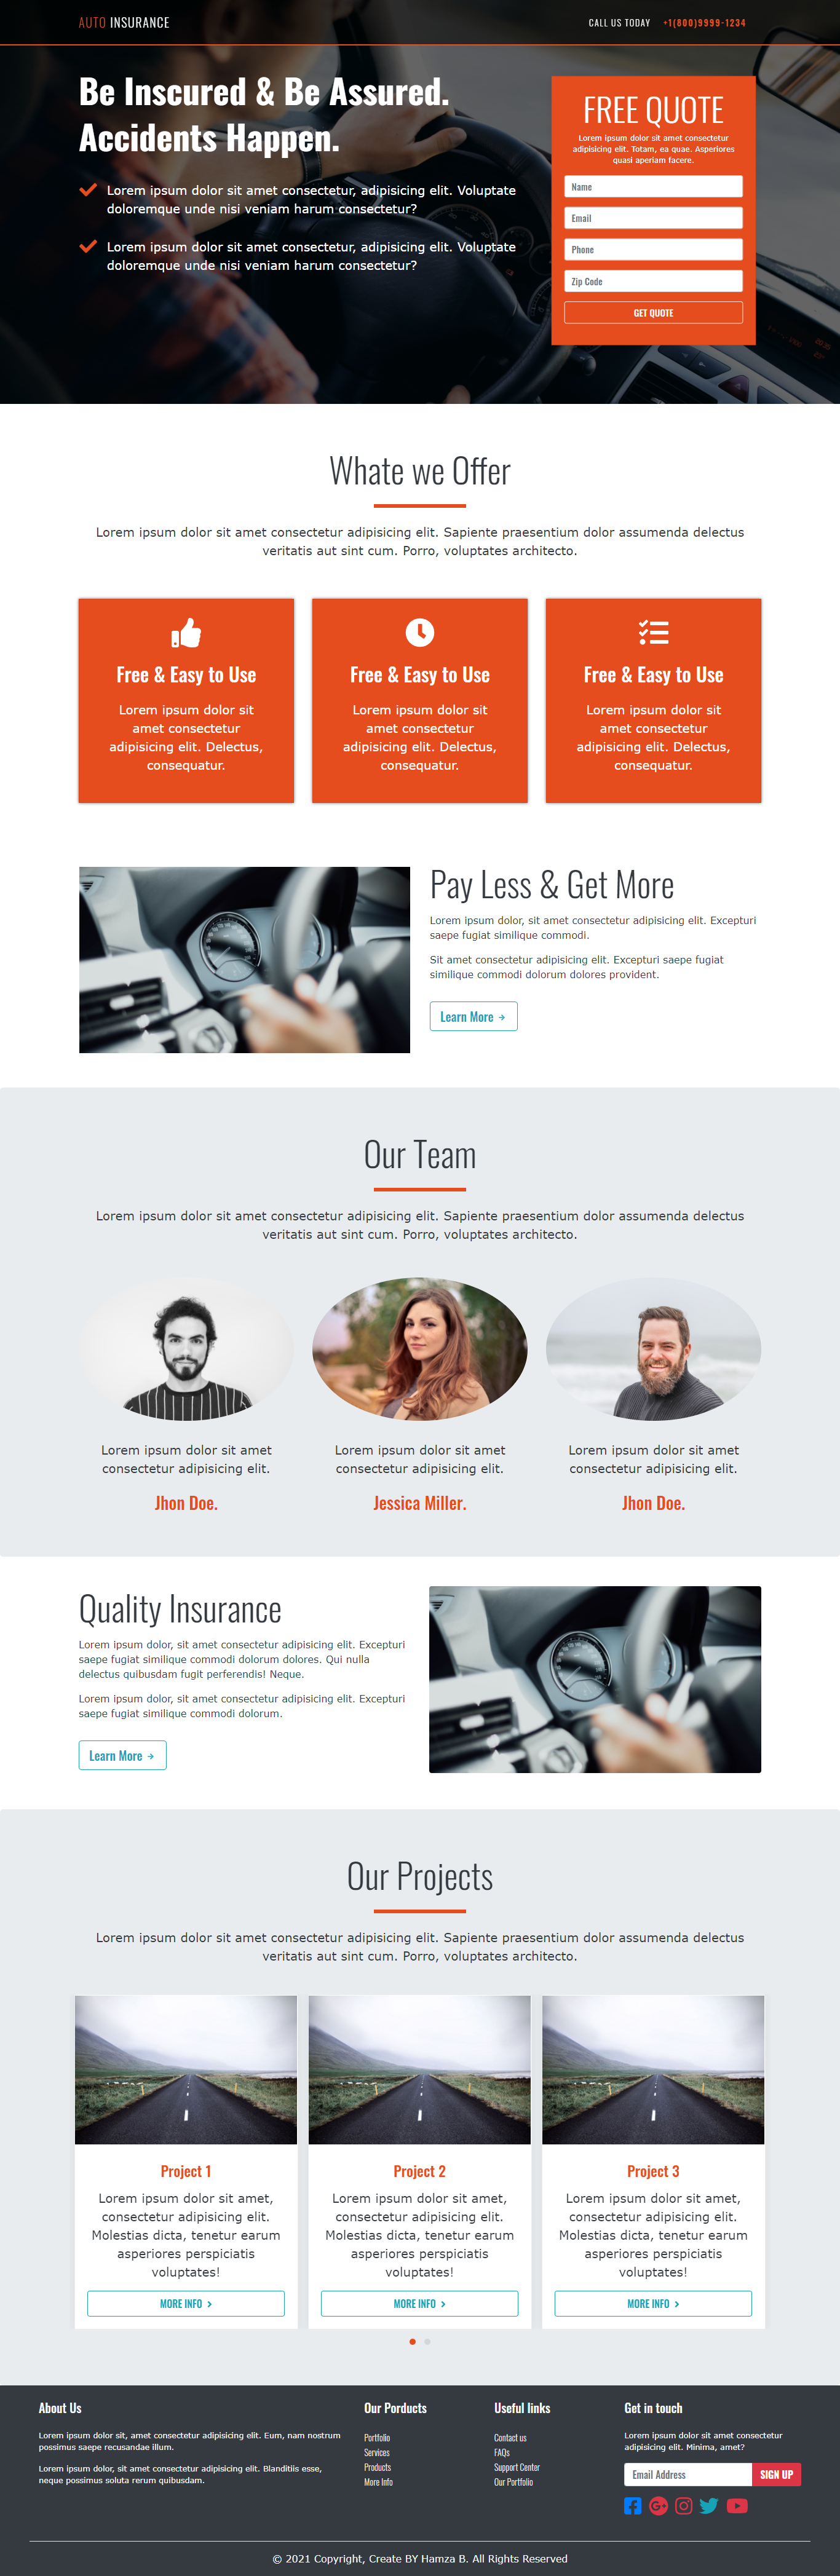 AUTO INSURANCE
CALL US TODAY +1(800)9999-1234
Be Inscured & Be Assured.
Accidents Happen.
Lorem ipsum dolor sit amet consectetur, adipisicing elit. Voluptate
doloremque unde nisi veniam harum consectetur?
Lorem ipsum dolor sit amet consectetur, adipisicing elit. Voluptate
doloremque unde nisi veniam harum consectetur?
FREE QUOTE
Lorem ipsum dolor sit amet consectetur
adipisicing elit. Totam, ea quae. Asperiores
quasi aperiam facere.
Name
Email
Phone
Zip Code
GET QUOTE
Whate we Offer
Lorem ipsum dolor sit amet consectetur adipisicing elit. Sapiente praesentium dolor assumenda delectus
veritatis aut sint cum. Porro, voluptates architecto.
Free & Easy to Use
Lorem ipsum dolor sit
amet consectetur
adipisicing elit. Delectus,
consequatur.
Free & Easy to Use
Lorem ipsum dolor sit
amet consectetur
adipisicing elit. Delectus,
consequatur.
Free & Easy to Use
Lorem ipsum dolor sit
amet consectetur
adipisicing elit. Delectus,
consequatur.
Pay Less & Get More
Lorem ipsum dolor, sit amet consectetur adipisicing elit. Excepturi
saepe fugiat similique commodi.
Sit amet consectetur adipisicing elit. Excepturi saepe fugiat
similique commodi dolorum dolores provident.
Learn More
Our Team
Lorem ipsum dolor sit amet consectetur adipisicing elit. Sapiente praesentium dolor assumenda delectus
veritatis aut sint cum. Porro, voluptates architecto.
Lorem ipsum dolor sit amet
consectetur adipisicing elit.
Jhon Doe.
Lorem ipsum dolor sit amet
consectetur adipisicing elit.
Jessica Miller.
Lorem ipsum dolor sit amet
consectetur adipisicing elit.
Jhon Doe.
Quality Insurance
Lorem ipsum dolor, sit amet consectetur adipisicing elit. Excepturi
saepe fugiat similique commodi dolorum dolores. Qui nulla
delectus quibusdam fugit perferendis! Neque.
Lorem ipsum dolor, sit amet consectetur adipisicing elit. Excepturi
saepe fugiat similique commodi dolorum.
Learn More
Our Projects
Lorem ipsum dolor sit amet consectetur adipisicing elit. Sapiente praesentium dolor assumenda delectus
veritatis aut sint cum. Porro, voluptates architecto.
Project 1
Lorem ipsum dolor sit amet,
consectetur adipisicing elit.
Molestias dicta, tenetur earum
asperiores perspiciatis
voluptates!
MORE INFO
Project 2
Lorem ipsum dolor sit amet,
consectetur adipisicing elit.
Molestias dicta, tenetur earum
asperiores perspiciatis
voluptates!
MORE INFO
Project 3
Lorem ipsum dolor sit amet,
consectetur adipisicing elit.
Molestias dicta, tenetur earum
asperiores perspiciatis
voluptates!
MORE INFO
About Us
Lorem ipsum dolor sit, amet consectetur adipisicing elit. Eum, nam nostrum
possimus saepe recusandae illum.
Lorem ipsum dolor, sit amet consectetur adipisicing elit. Blanditiis esse,
neque possimus soluta rerum quibusdam.
Our Porducts
Portfolio
Services
Products
More Info
Useful links
Contact us
FAQs
Support Center
Our Portfolio
Get in touch
Lorem ipsum dolor sit amet consectetur
adipisicing elit. Minima, amet?
Email Address
SIGN UP
© 2021 Copyright, Create BY Hamza B. All Rights Reserved